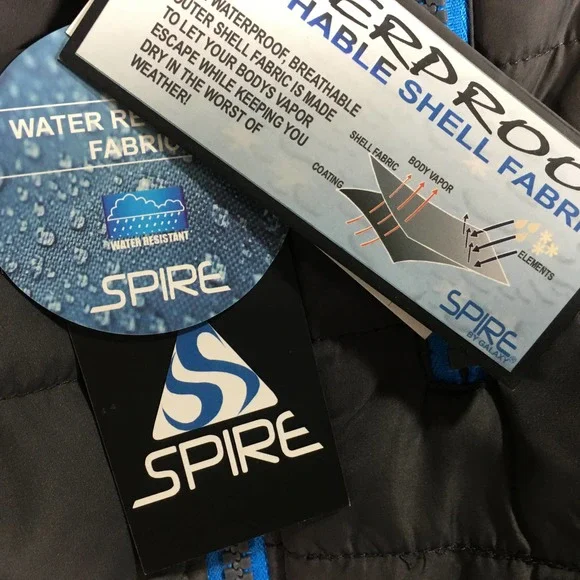 WATER RE
FABRIC
WATER RESISTANT
SPIRE
SPIRE
ERPROO
HABLE SHELL FABRI
WATERPROOF, BREATHABLE
OUTER SHELL FABRIC IS MADE
TO LET YOUR BODY'S VAPOR
ESCAPE WHILE KEEPING YOU
DRY IN THE WORST OF
WEATHER!
SHELL FABRIC
BODY VAPOR
COATING
ELEMENTS
SPIRE
BY GALAXY®